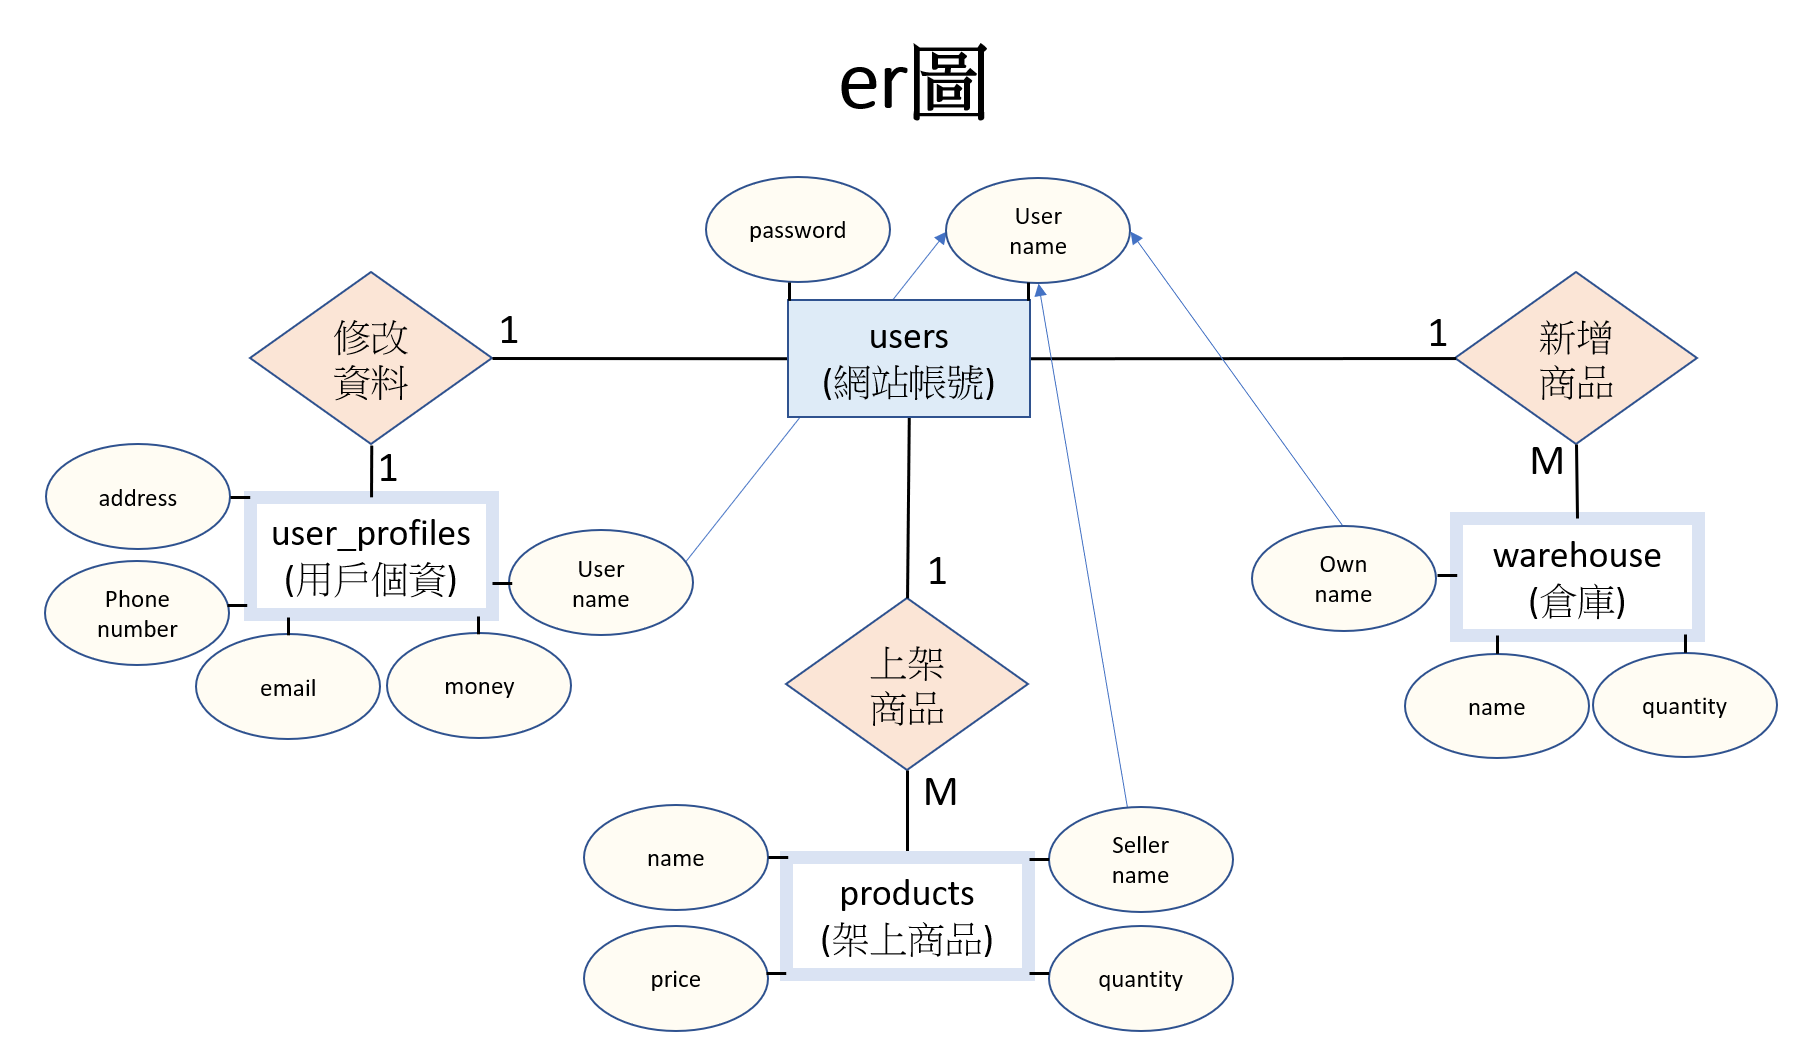 er圖
password
User
name
修改
資料
1
users
(網站帳號)
1
新增
商品
1
M
address
user_profiles
(用戶個資)
Phone
number
User
name
email
money
1
上架
商品
M
Own
name
warehouse
(倉庫)
name
quantity
name
products
(架上商品)
Seller
name
price
quantity